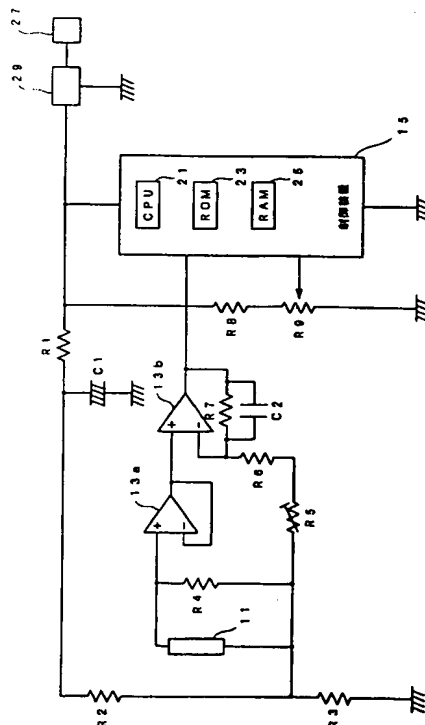 27
29
R1
C1
15
CPU
21
ROM
23
RAM
25
制御装置
R8
R9
13b
R7
C2
13a
R6
R5
R4
11
R2
R3